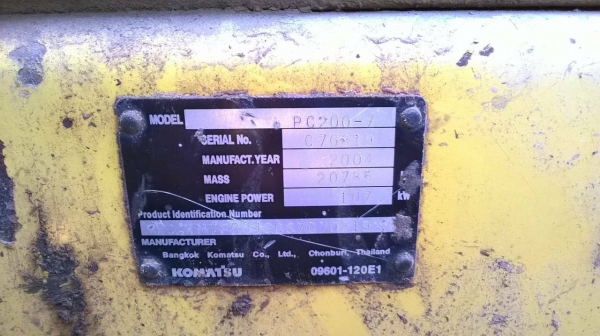 MODEL PC200-7
SERIAL No.
MANUFACT.YEAR 2004
MASS
ENGINE POWER 107 kw
Product Identification Number
MANUFACTURER
Bangkok Komatsu Co., Ltd., Chonburi, Thailand
KOMATSU 09601-120E1